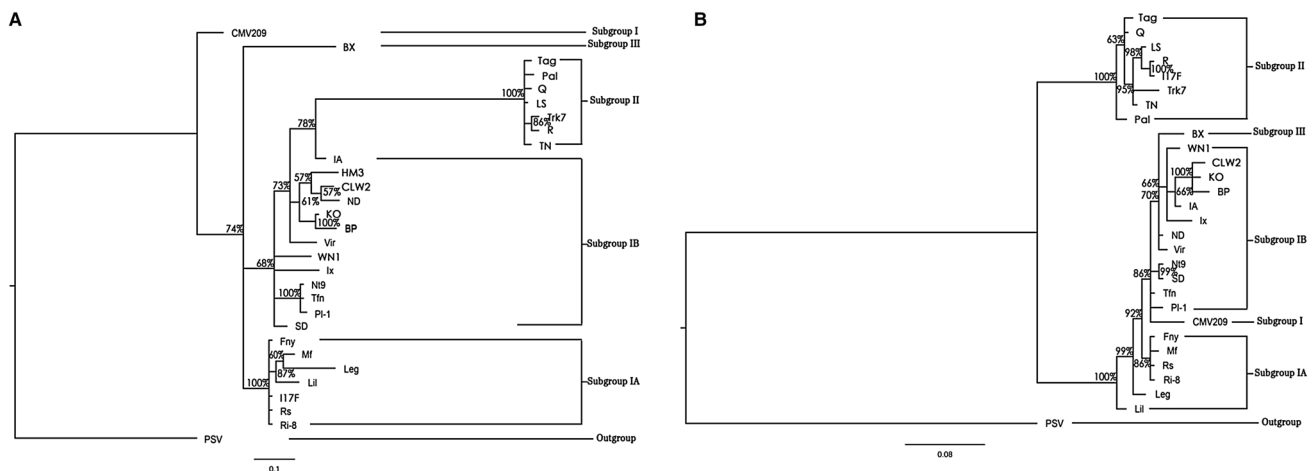 A
CMV209
Subgroup I
BX
Subgroup III
Tag
Pal
100%
Q
LS
Subgroup II
Trk7
86%
R
78%
TN
IA
HM3
57%
CLW2
73%
57%
61%
ND
KO
100%
BP
74%
Vir
Subgroup IB
WN1
68%
Ix
Nt9
100%
Tfn
Pl-1
SD
Fny
60%
Mf
87%
Leg
100%
Lil
Subgroup IA
I17F
Rs
Ri-8
PSV
Outgroup
0.1
B
Tag
63%
Q
98%
LS
R
100%
I17F
Subgroup II
100%
95%
Trk7
TN
Pal
BX
Subgroup III
WN1
CLW2
100%
KO
66%
66%
BP
70%
IA
Ix
ND
Subgroup IB
Vir
Nt9
86%
99%
SD
Tfn
Pl-1
92%
CMV209
Subgroup I
Fny
99%
Mf
86%
Rs
Subgroup IA
100%
Ri-8
Leg
Lil
PSV
Outgroup
0.08